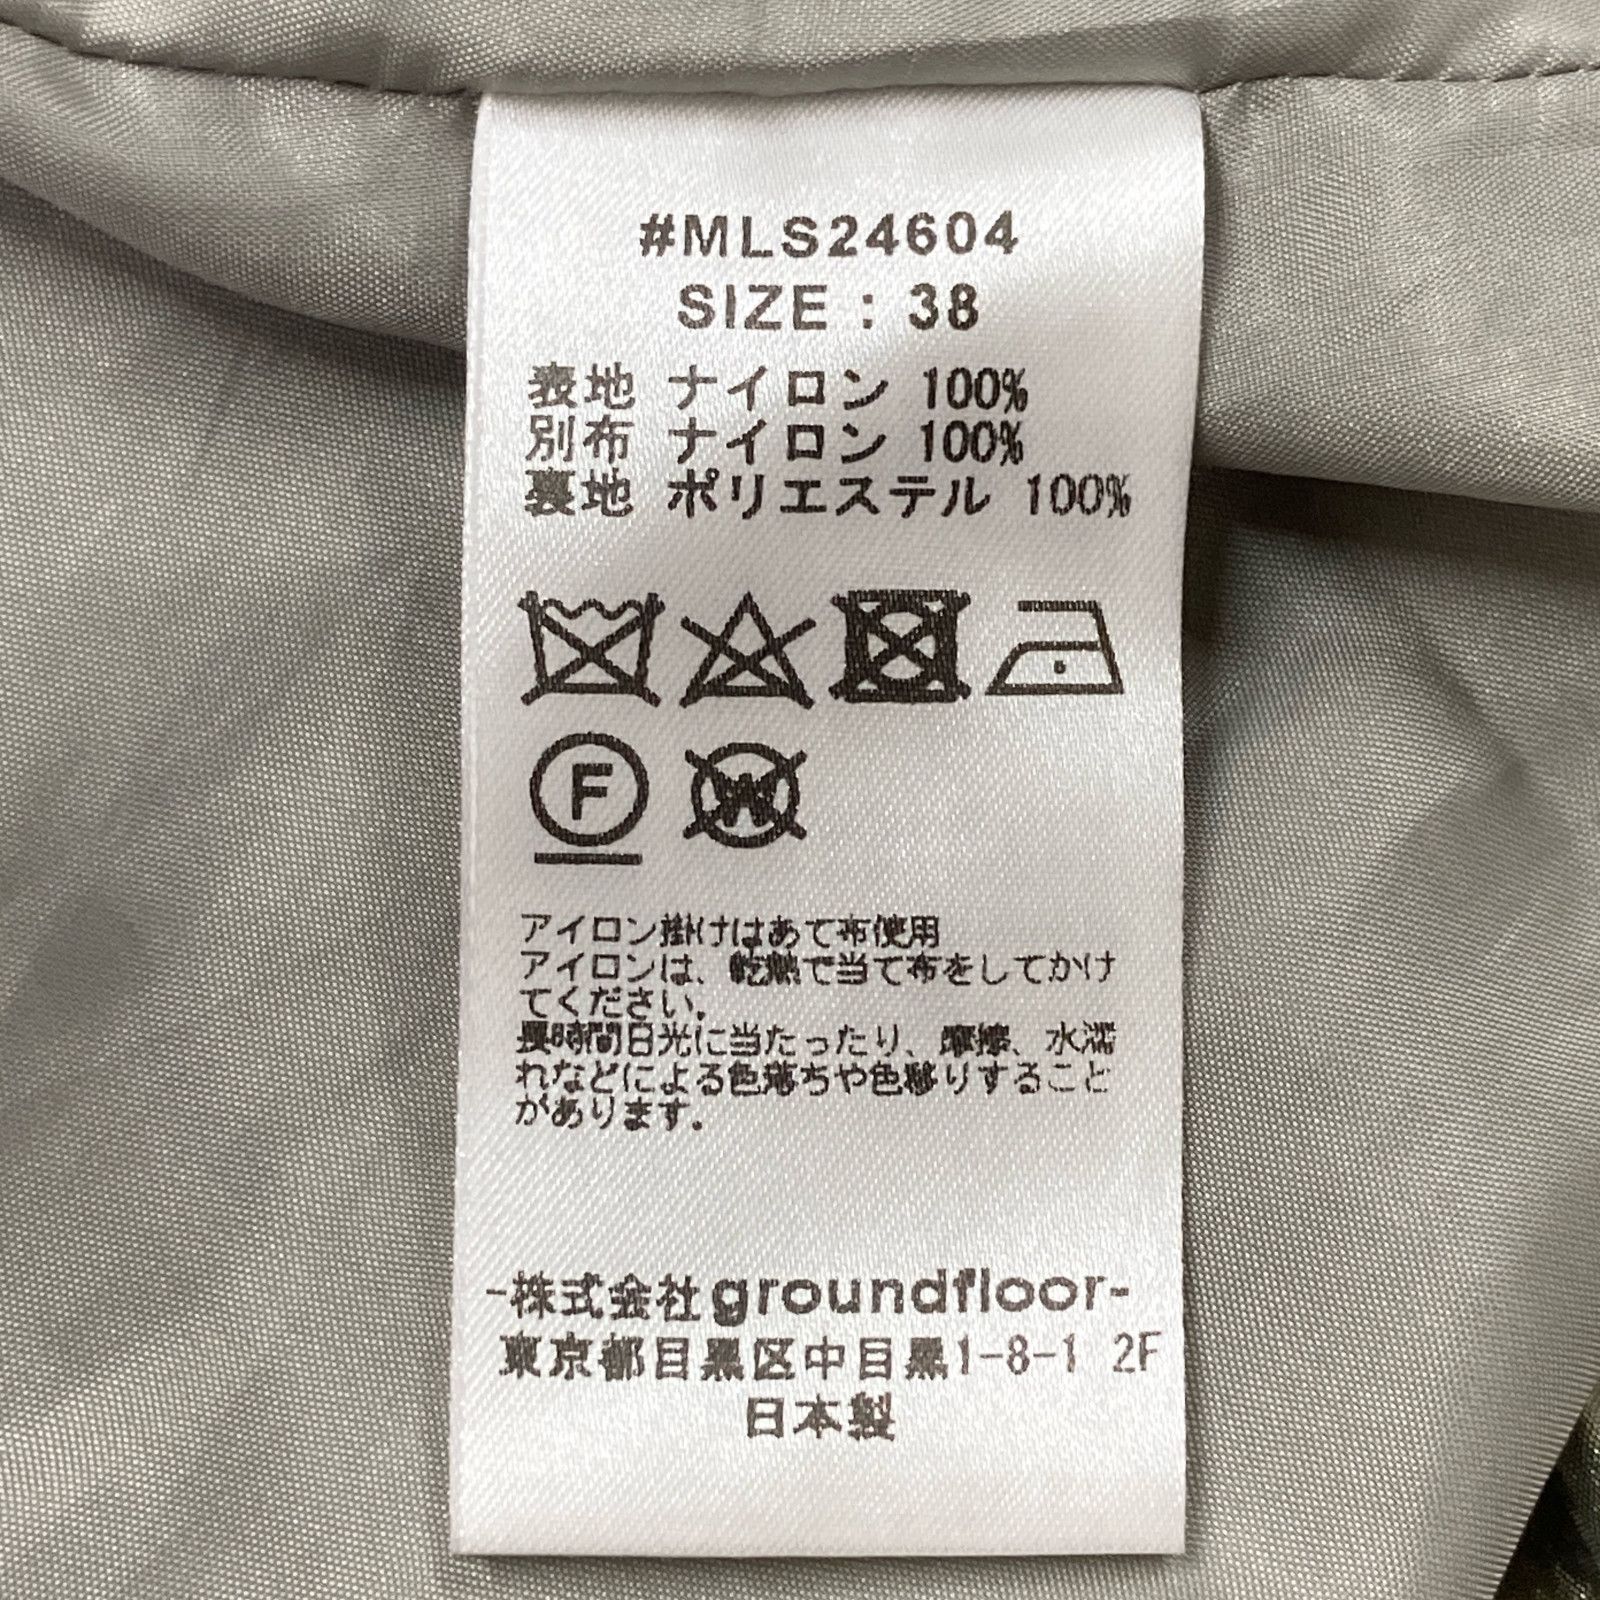 #MLS24604
SIZE : 38
表地 ナイロン 100%
別布 ナイロン 100%
裏地 ポリエステル 100%
F
W
アイロン掛けはあて布使用
アイロンは、乾熱で当て布をしてかけ
てください。
長時間日光に当たったり、摩擦、水濡
れなどによる色落ちや色移りすること
があります。
-株式会社groundfloor-
東京都目黒区中目黒1-8-1 2F
日本製